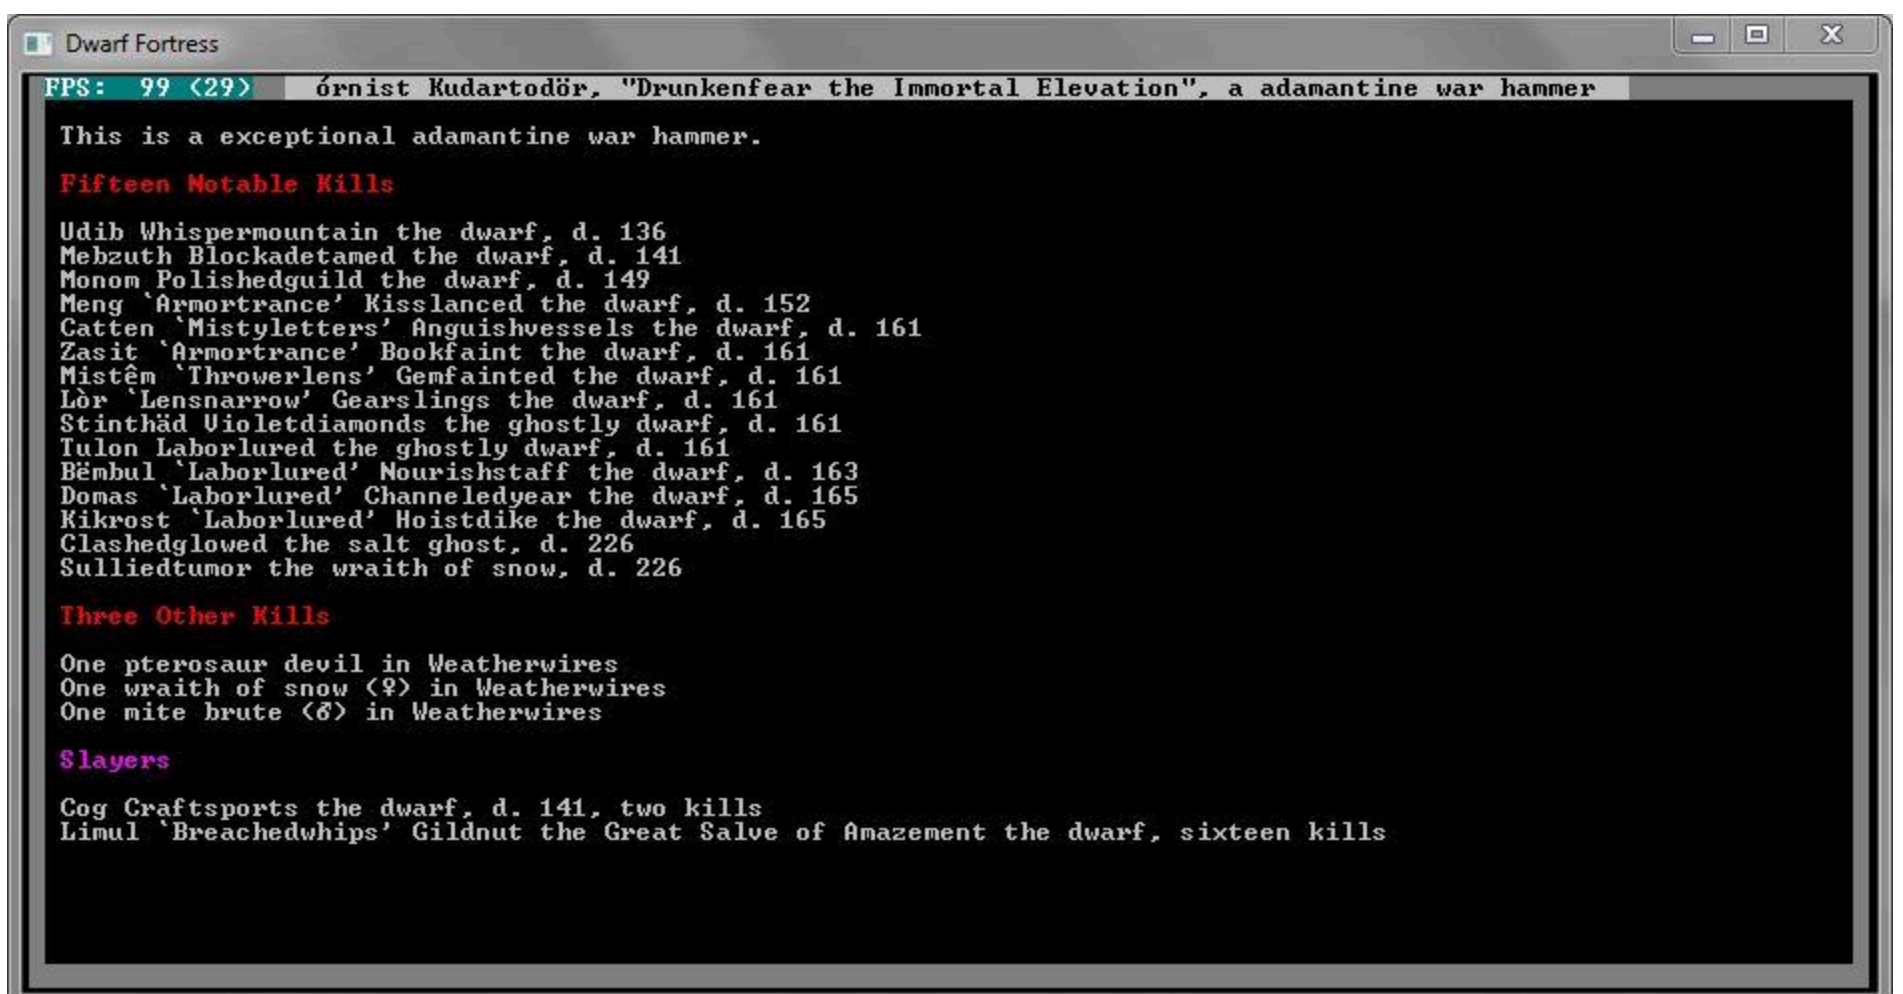 Dwarf Fortress
FPS: 99 (29) órnist Kudartodör, "Drunkenfear the Immortal Elevation", a adamantine war hammer
This is a exceptional adamantine war hammer.
Fifteen Notable Kills
Udib Whispermountain the dwarf, d. 136
Mebzuth Blockadetamed the dwarf, d. 141
Monom Polishedguild the dwarf, d. 149
Meng `Armortrance' Kisslanced the dwarf, d. 152
Catten `Mistyletters' Anguishvessels the dwarf, d. 161
Zasit `Armortrance' Bookfaint the dwarf, d. 161
Mistêm `Throwerlens' Gemfainted the dwarf, d. 161
Lòr `Lensnarrow' Gearslings the dwarf, d. 161
Stinthäd Violetdiamonds the ghostly dwarf, d. 161
Tulon Laborlured the ghostly dwarf, d. 161
Bëmbul `Laborlured' Nourishstaff the dwarf, d. 163
Domas `Laborlured' Channeledyear the dwarf, d. 165
Kikrost `Laborlured' Hoistdike the dwarf, d. 165
Clashedglowed the salt ghost, d. 226
Sulliedtumor the wraith of snow, d. 226
Three Other Kills
One pterosaur devil in Weatherwires
One wraith of snow (♀) in Weatherwires
One mite brute (♂) in Weatherwires
Slayers
Cog Craftsports the dwarf, d. 141, two kills
Limul `Breachedwhips' Gildnut the Great Salve of Amazement the dwarf, sixteen kills